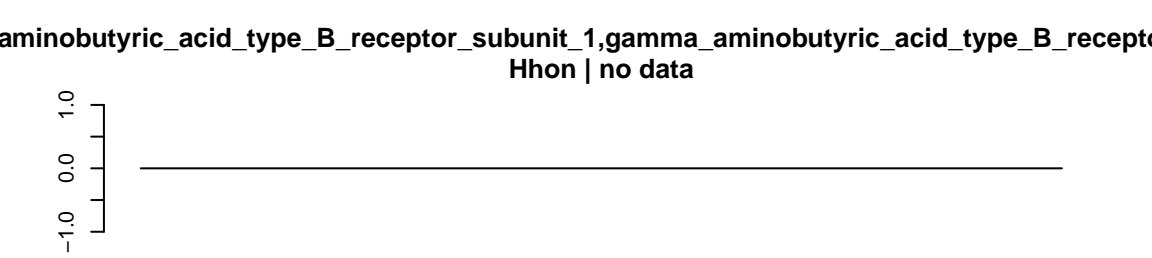 aminobutyric_acid_type_B_receptor_subunit_1,gamma_aminobutyric_acid_type_B_recepto
Hhon | no data
1.0
0.0
−1.0